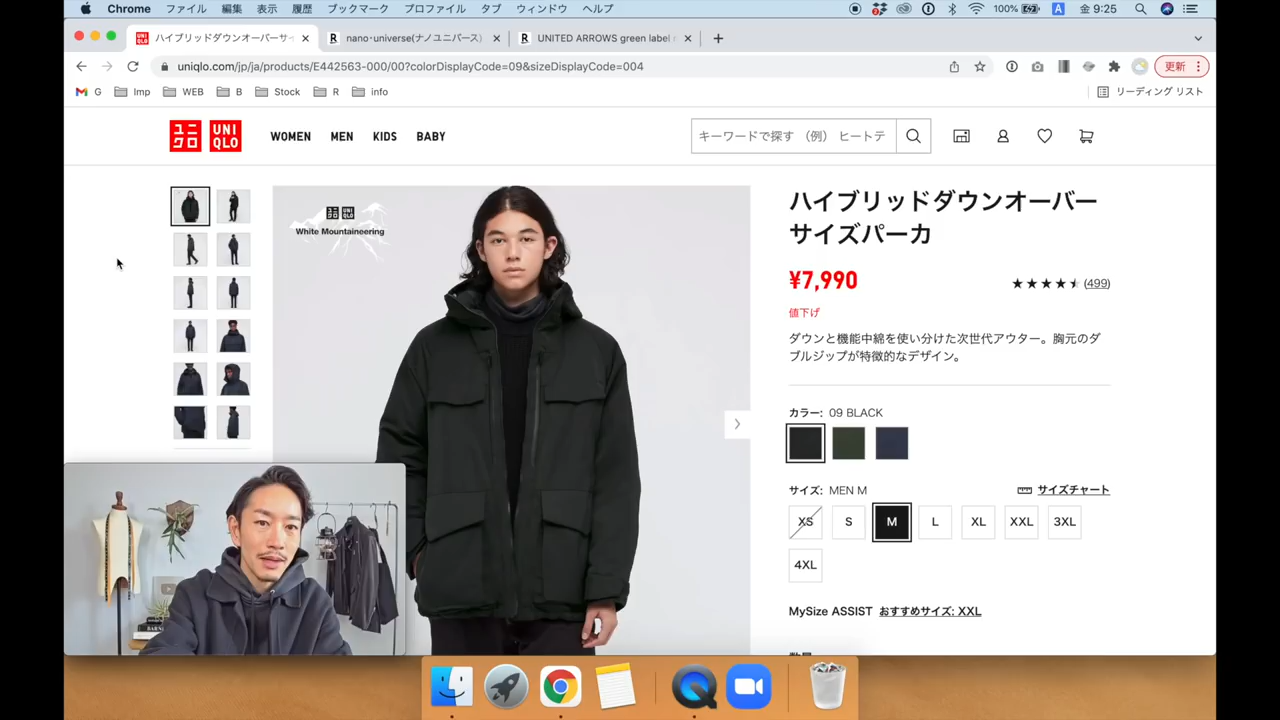 Chrome ファイル 編集 表示 履歴 ブックマーク プロファイル タブ ウィンドウ ヘルプ 100% A 金 9:25
ハイブリッドダウンオーバーサイ nano・universe(ナノユニバース) UNITED ARROWS green label r
uniqlo.com/jp/ja/products/E442563-000/00?colorDisplayCode=09&sizeDisplayCode=004 更新
G Imp WEB B Stock R info リーディング リスト
ユニクロ UNIQLO WOMEN MEN KIDS BABY キーワードで探す （例） ヒートテ
White Mountaineering
ハイブリッドダウンオーバー
サイズパーカ
¥7,990 (499)
値下げ
ダウンと機能中綿を使い分けた次世代アウター。胸元のダ
ブルジップが特徴的なデザイン。
カラー: 09 BLACK
サイズ: MEN M サイズチャート
XS S M L XL XXL 3XL
4XL
MySize ASSIST おすすめサイズ: XXL